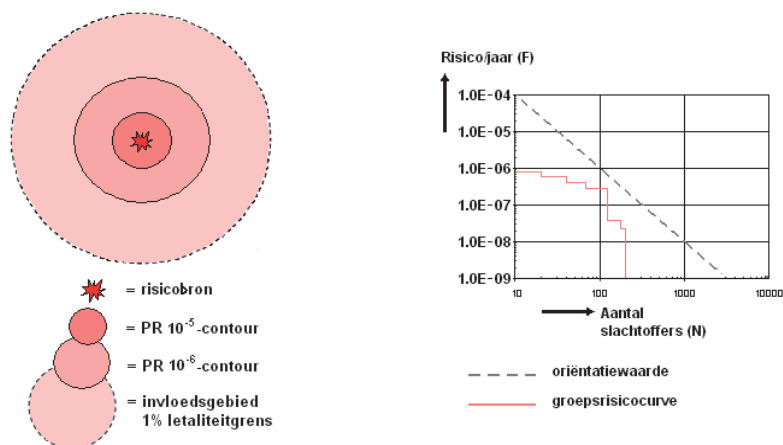 = risicobron
= PR 10⁻⁵-contour
= PR 10⁻⁶-contour
= invloedsgebied
1% letaliteitgrens
Risico/jaar (F)
1.0E-04
1.0E-05
1.0E-06
1.0E-07
1.0E-08
1.0E-09
10 100 1000 10000
Aantal
slachtoffers (N)
oriëntatiewaarde
groepsrisicocurve